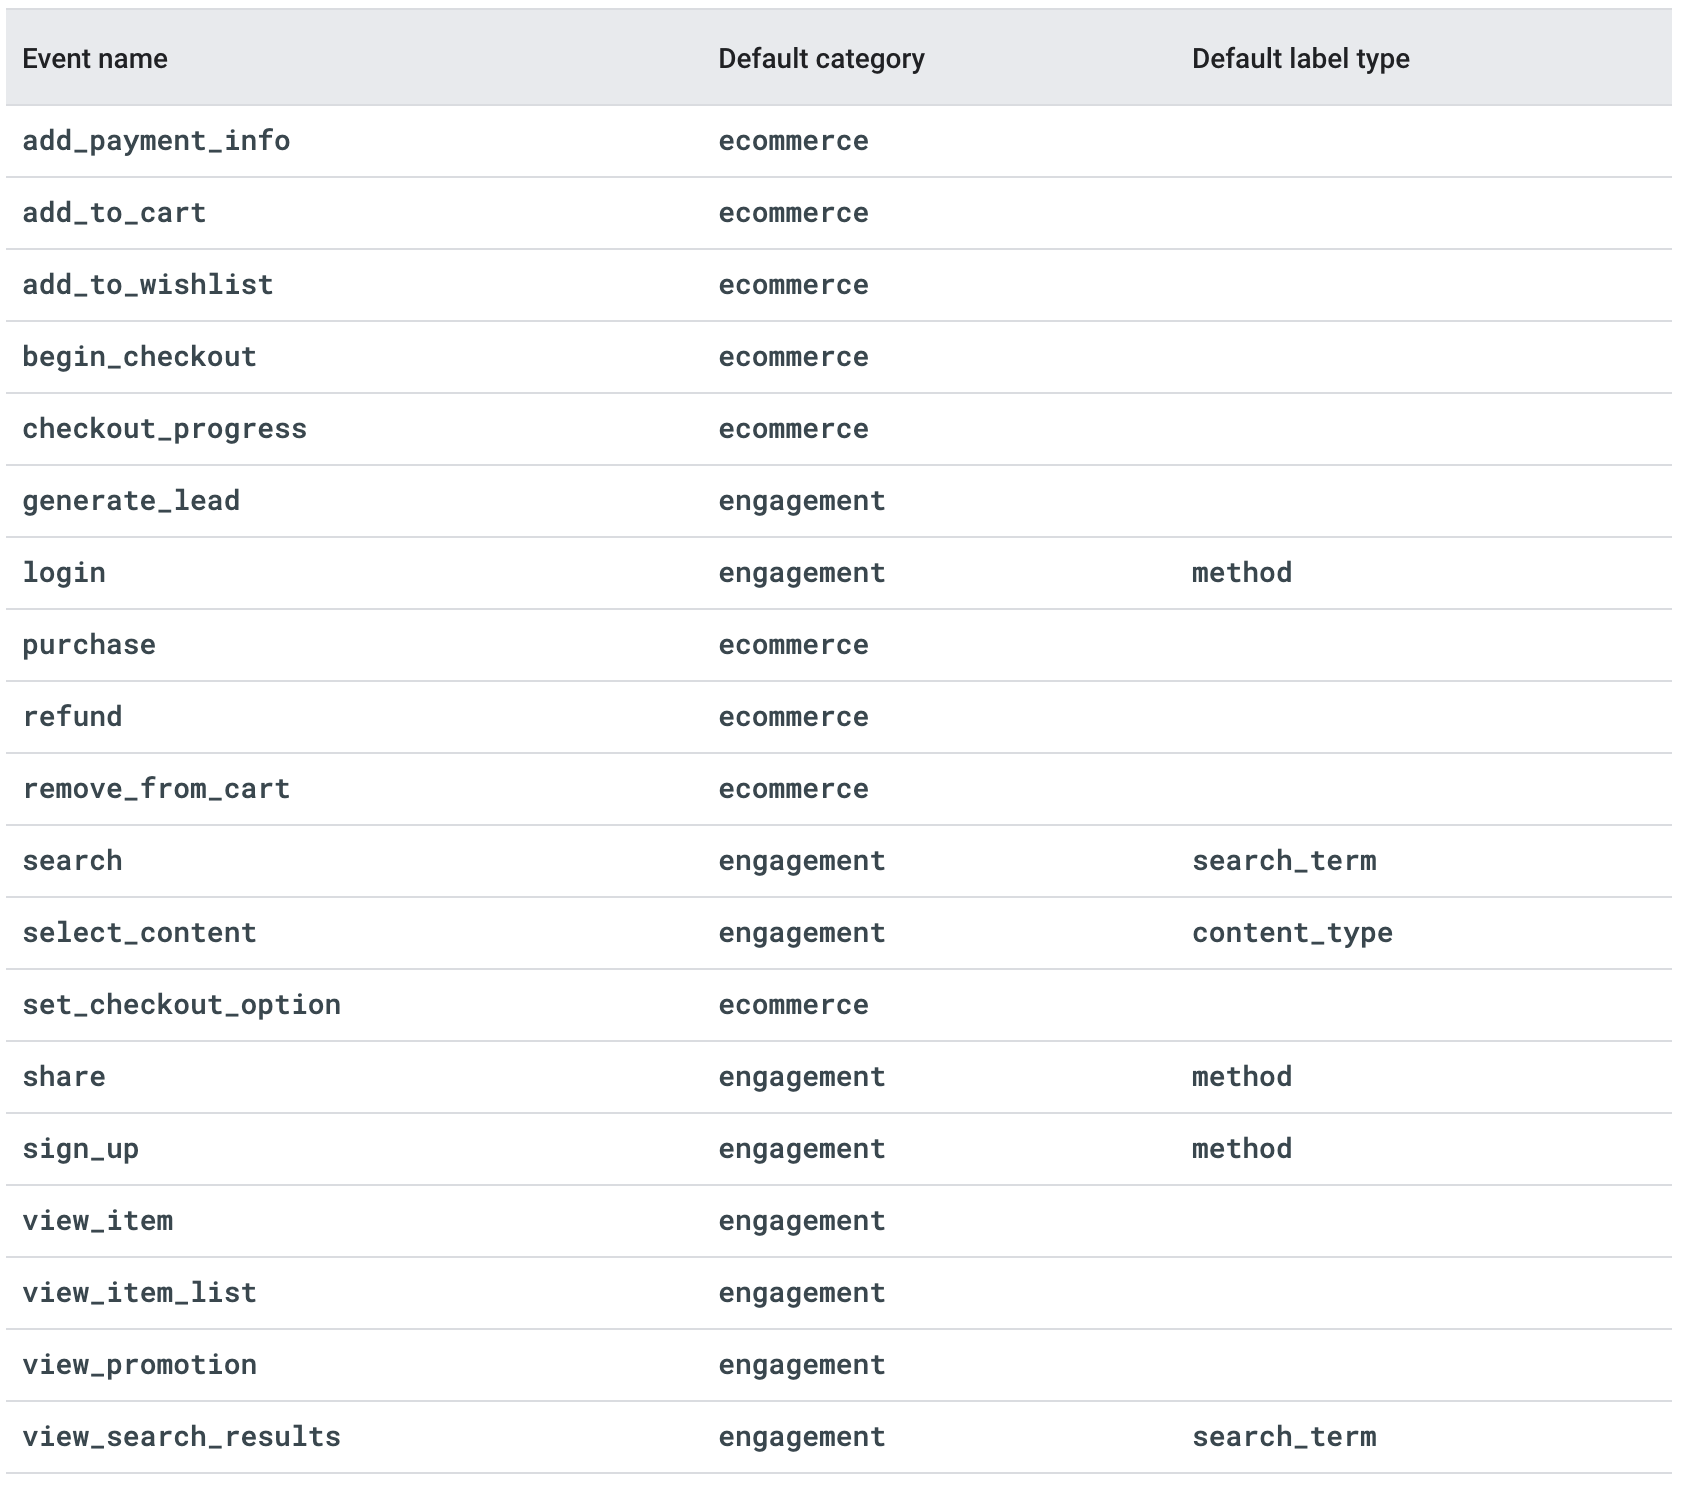 Event name Default category Default label type
add_payment_info ecommerce
add_to_cart ecommerce
add_to_wishlist ecommerce
begin_checkout ecommerce
checkout_progress ecommerce
generate_lead engagement
login engagement method
purchase ecommerce
refund ecommerce
remove_from_cart ecommerce
search engagement search_term
select_content engagement content_type
set_checkout_option ecommerce
share engagement method
sign_up engagement method
view_item engagement
view_item_list engagement
view_promotion engagement
view_search_results engagement search_term